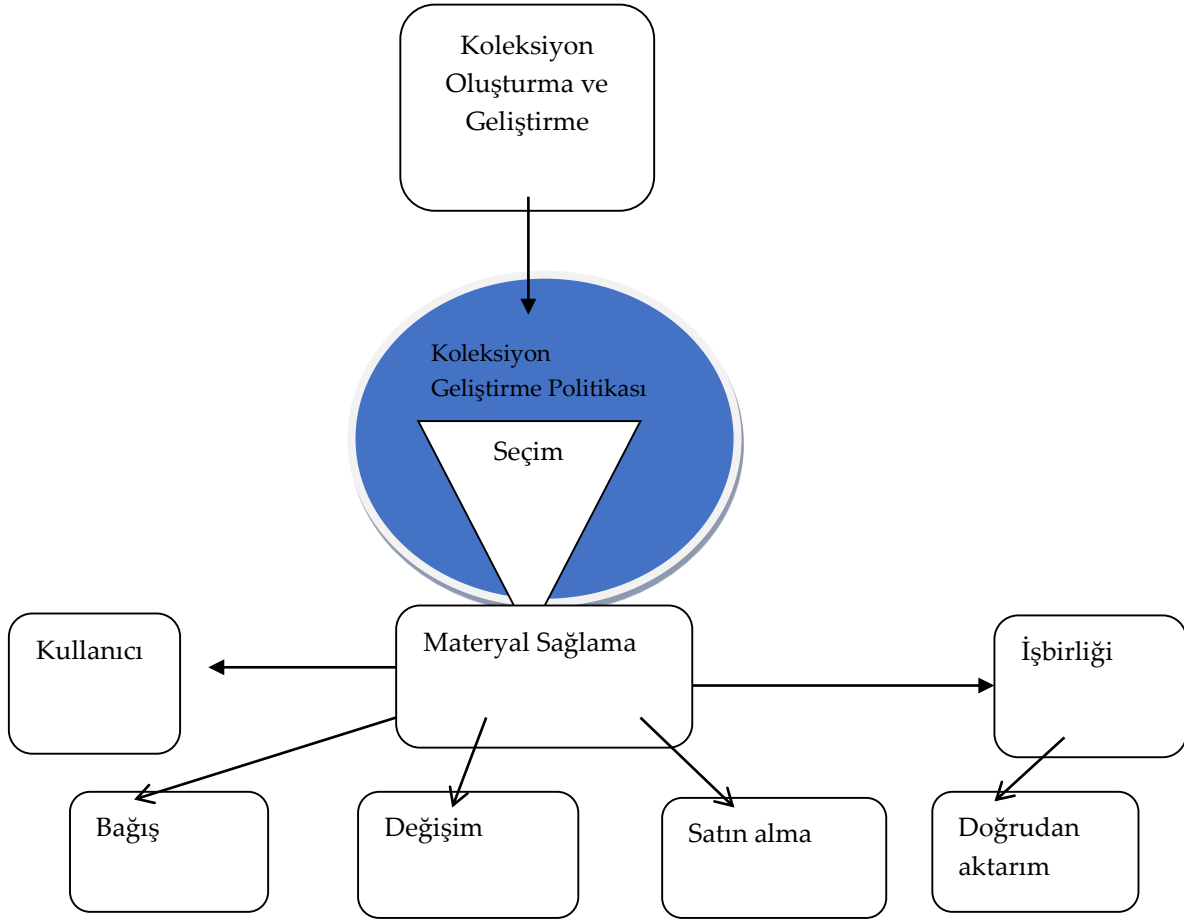 Koleksiyon
Oluşturma ve
Geliştirme
Koleksiyon
Geliştirme Politikası
Seçim
Kullanıcı
Materyal Sağlama
İşbirliği
Bağış
Değişim
Satın alma
Doğrudan
aktarım